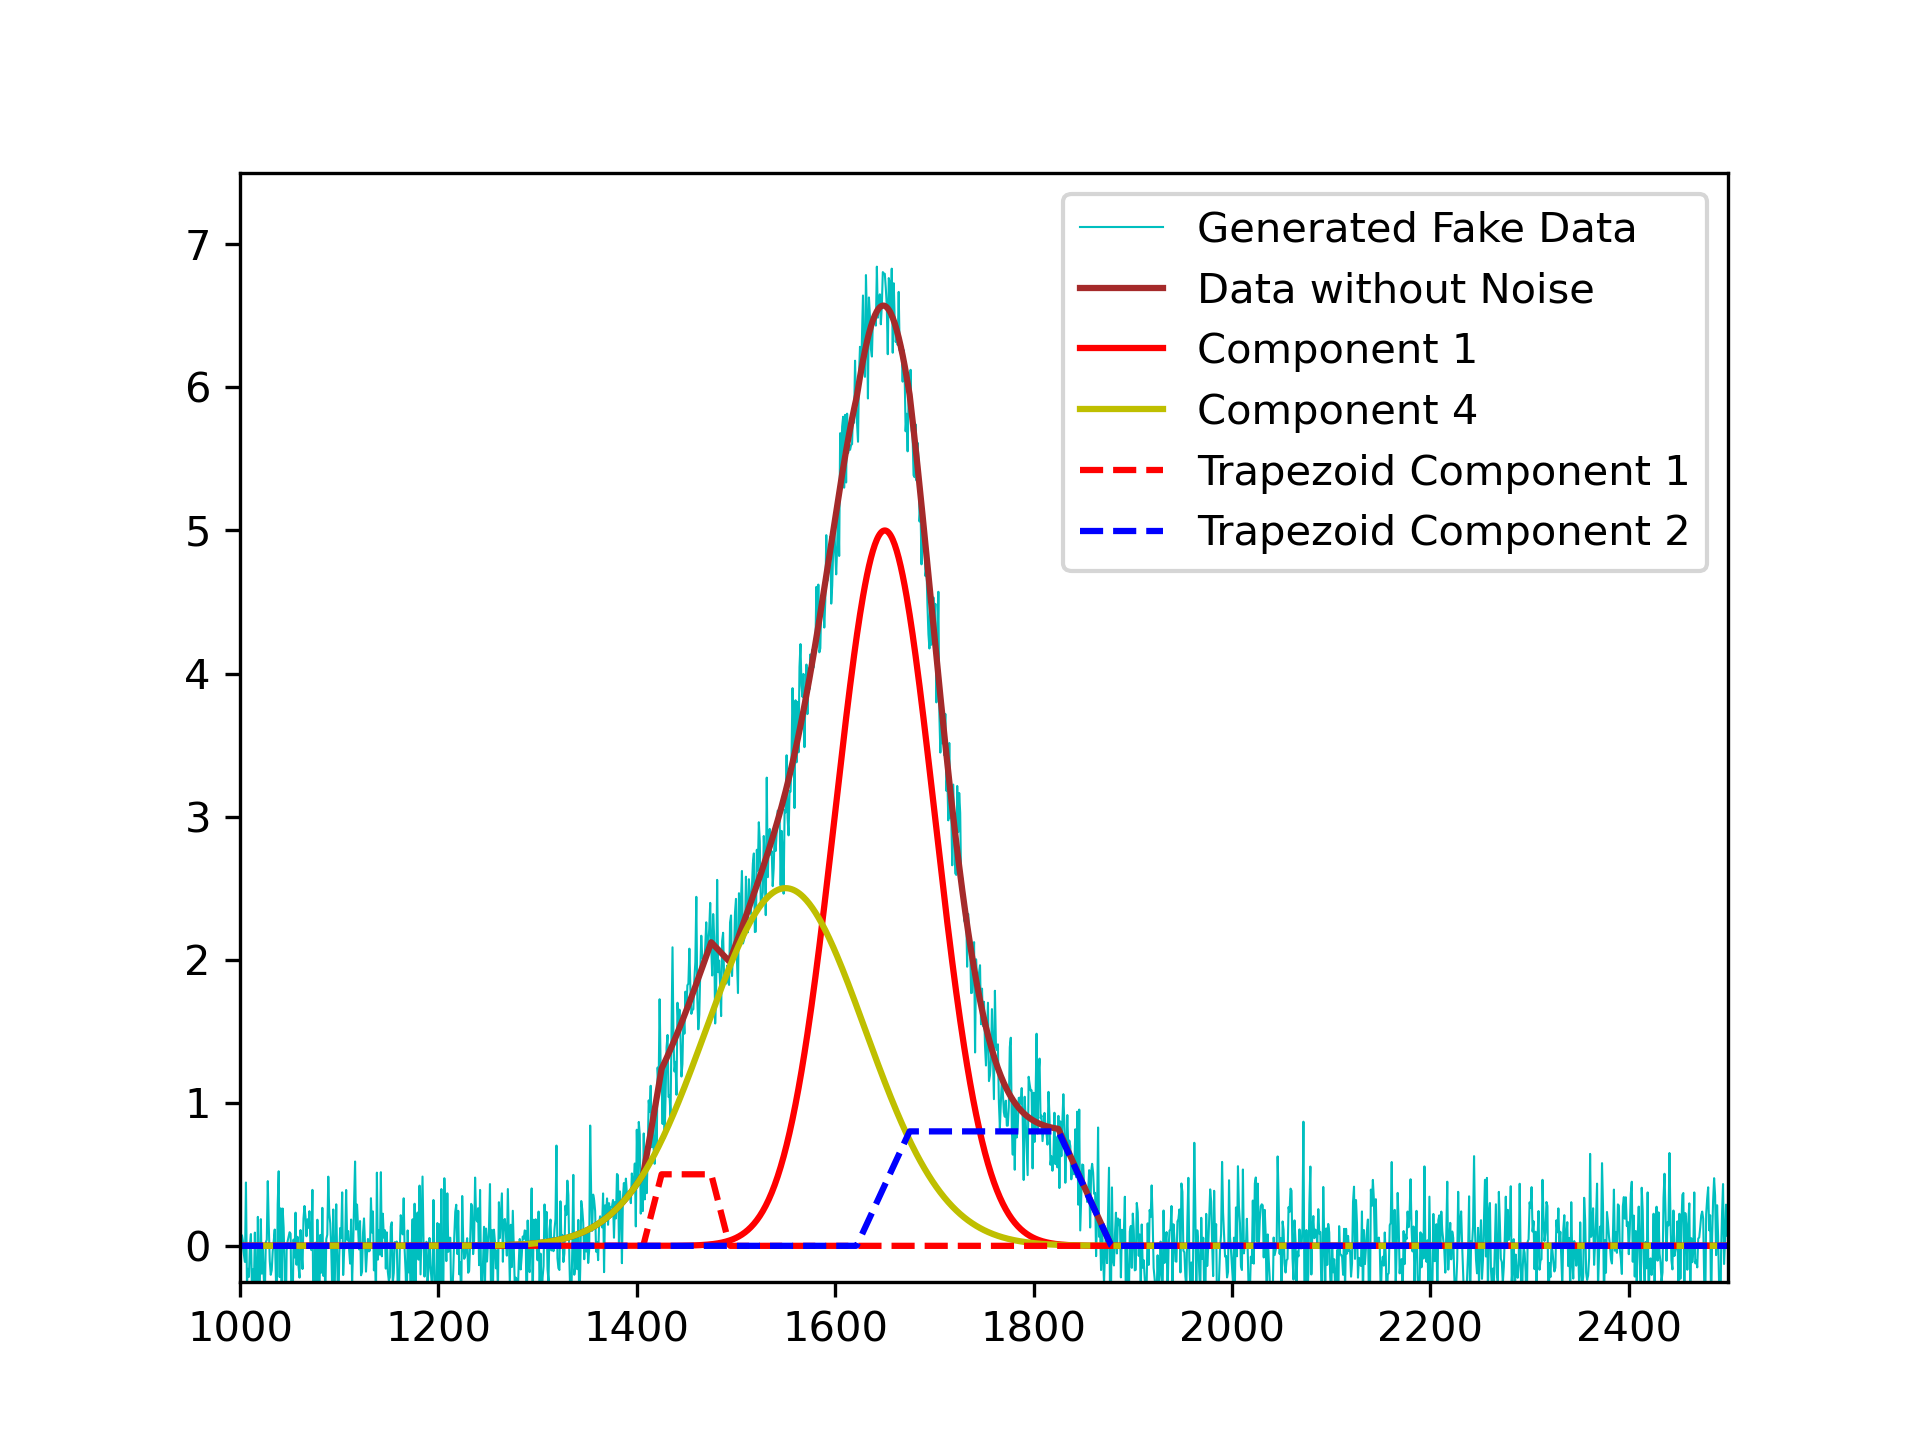 7
6
5
4
3
2
1
0
1000 1200 1400 1600 1800 2000 2200 2400
Generated Fake Data
Data without Noise
Component 1
Component 4
Trapezoid Component 1
Trapezoid Component 2